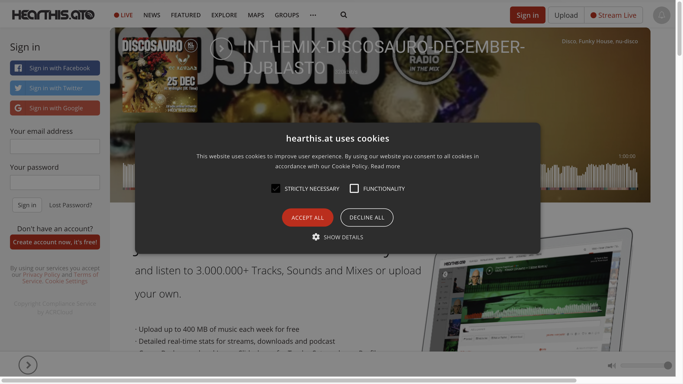 HEARTHIS.AT
LIVE
NEWS
FEATURED
EXPLORE
MAPS
GROUPS
Sign in
Upload
Stream Live
Sign in
Sign in with Facebook
Sign in with Twitter
Sign in with Google
Your email address
Your password
Sign in
Lost Password?
Don't have an account?
Create account now, it's free!
By using our services you accept
our Privacy Policy and Terms of
Service, Cookie Settings
DISCOSAURO
25 DEC
INTHEMIX-DISCOSAURO-DECEMBER-
DJBLASTO
RADIO
IN THE MIX
Disco, Funky House, nu-disco
1:00:00
hearthis.at uses cookies
This website uses cookies to improve user experience. By using our website you consent to all cookies in
accordance with our Cookie Policy. Read more
STRICTLY NECESSARY
FUNCTIONALITY
ACCEPT ALL
DECLINE ALL
SHOW DETAILS
and listen to 3.000.000+ Tracks, Sounds and Mixes or upload
your own.
· Upload up to 400 MB of music each week for free
· Detailed real-time stats for streams, downloads and podcast